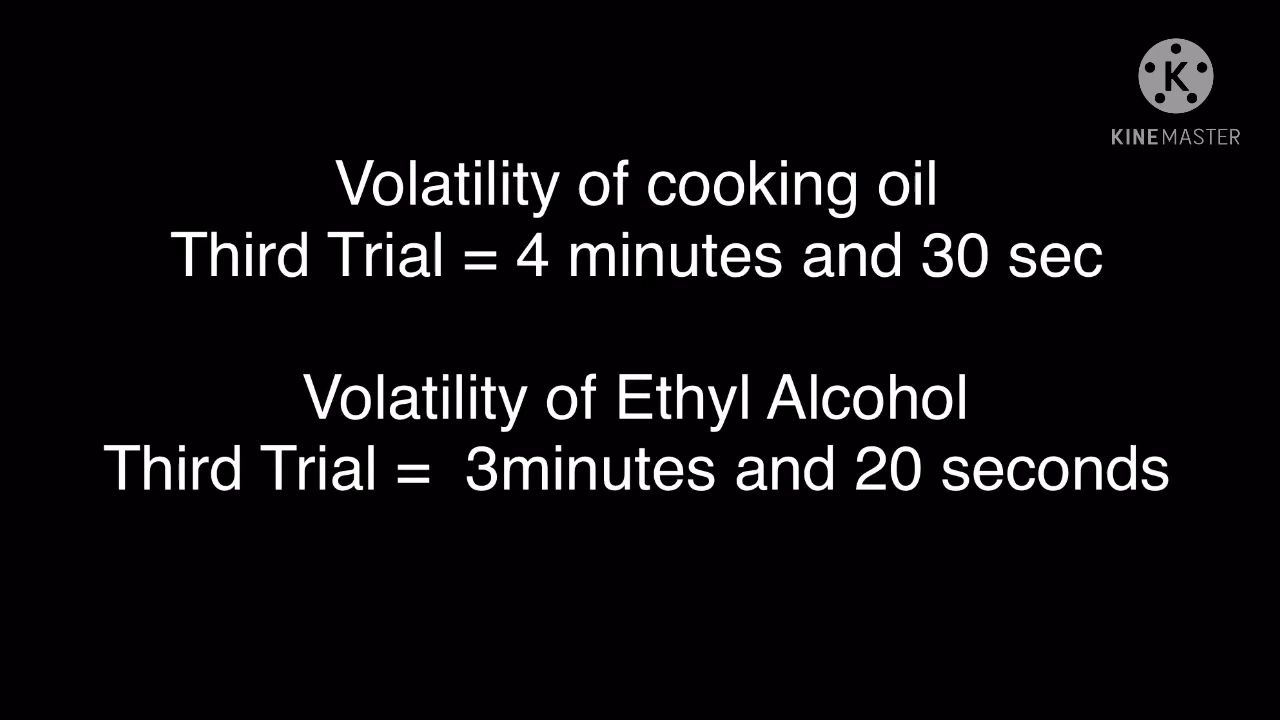 K
KINEMASTER
Volatility of cooking oil
Third Trial = 4 minutes and 30 sec
Volatility of Ethyl Alcohol
Third Trial =  3minutes and 20 seconds